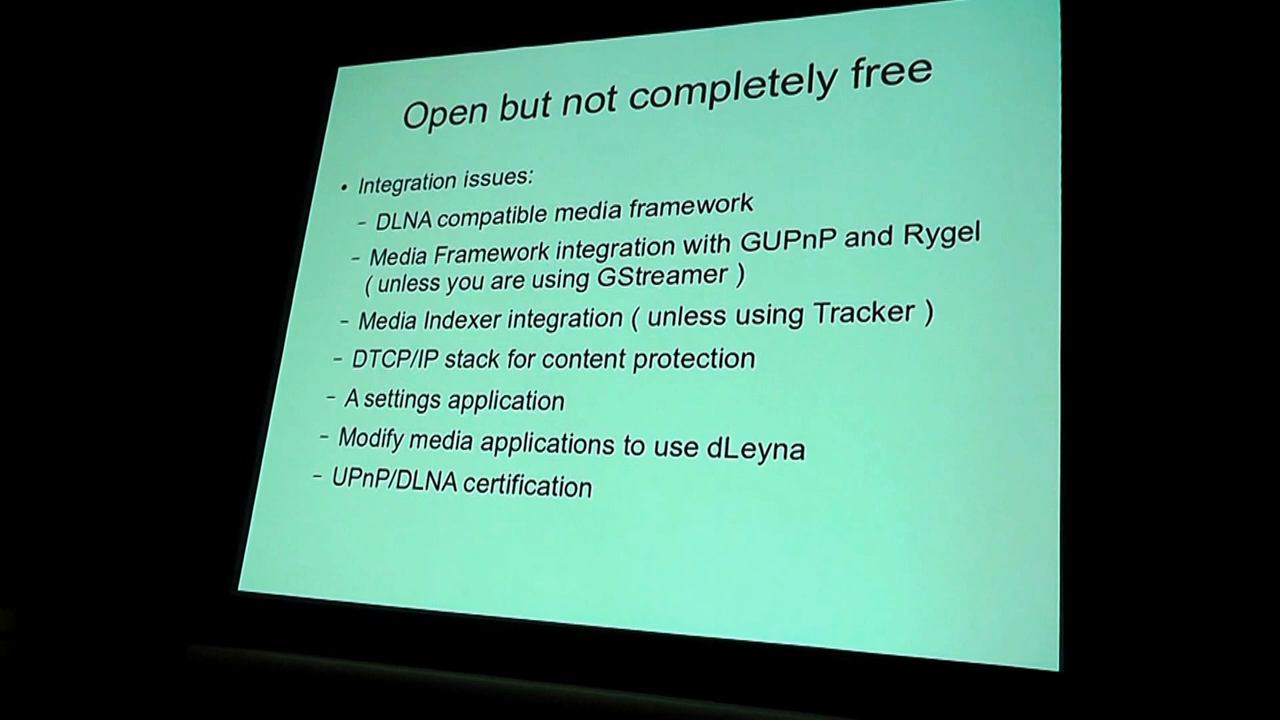 Open but not completely free
• Integration issues:
– DLNA compatible media framework
– Media Framework integration with GUPnP and Rygel
( unless you are using GStreamer )
– Media Indexer integration ( unless using Tracker )
– DTCP/IP stack for content protection
– A settings application
– Modify media applications to use dLeyna
– UPnP/DLNA certification